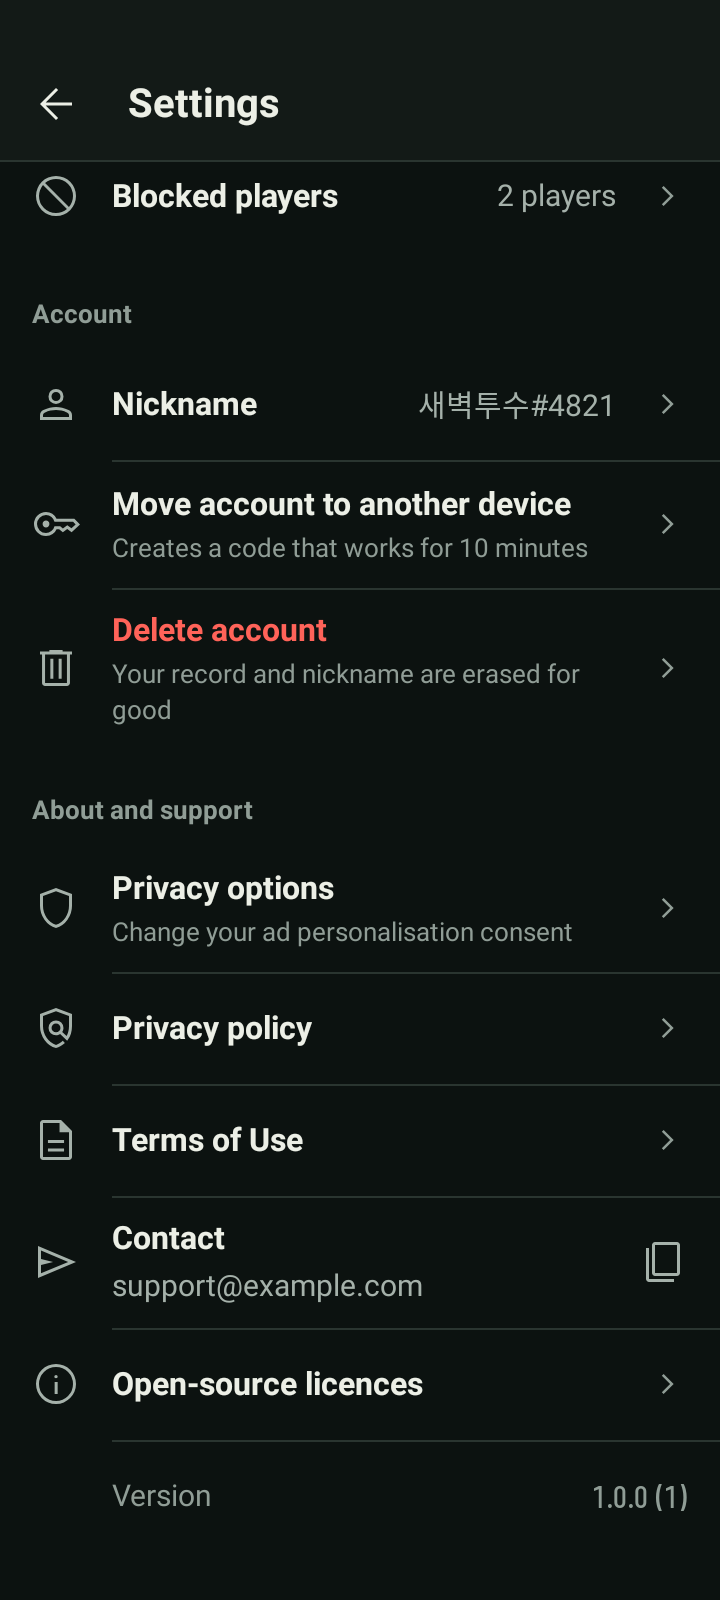 Settings
Blocked players 2 players
Account
Nickname 새벽투수#4821
Move account to another device
Creates a code that works for 10 minutes
Delete account
Your record and nickname are erased for
good
About and support
Privacy options
Change your ad personalisation consent
Privacy policy
Terms of Use
Contact
support@example.com
Open-source licences
Version 1.0.0 (1)